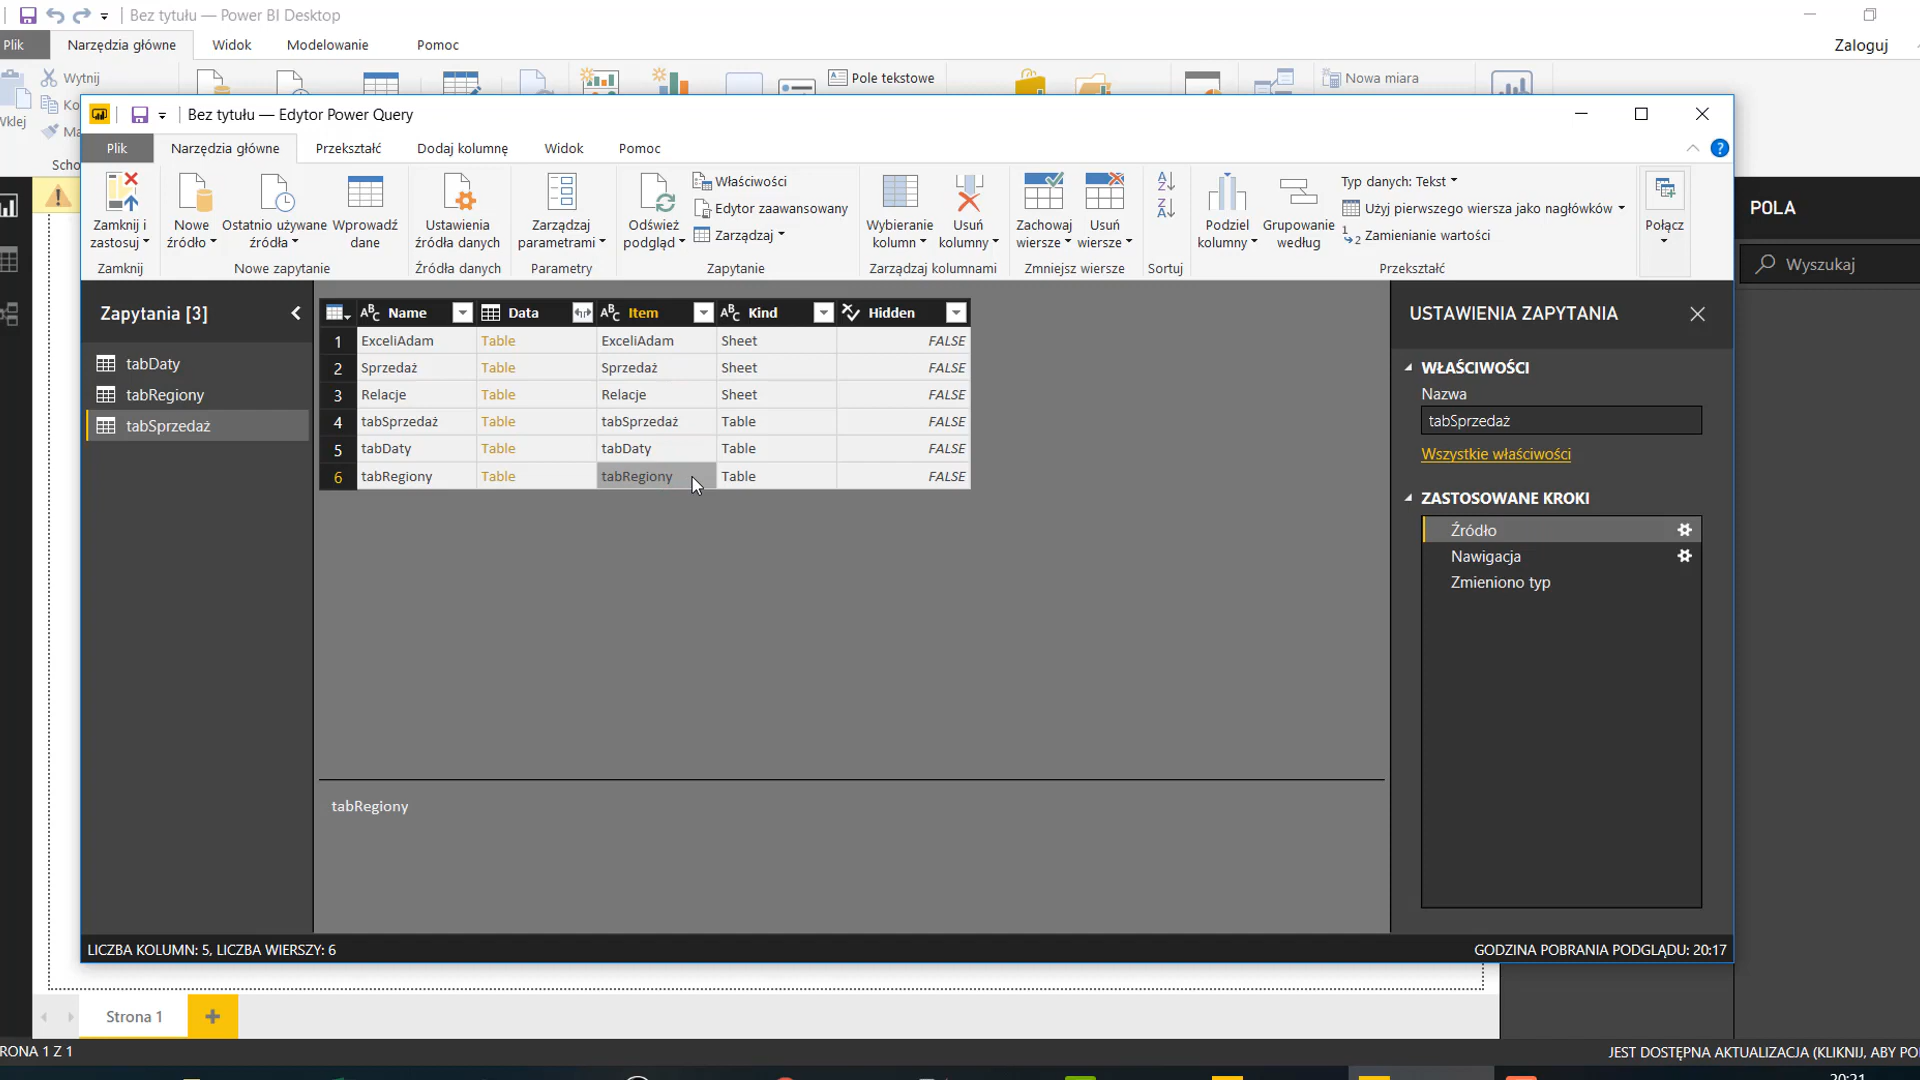 Bez tytułu — Power BI Desktop
Plik Narzędzia główne Widok Modelowanie Pomoc Zaloguj
Wytnij Pole tekstowe Nowa miara
Wklej
Bez tytułu — Edytor Power Query
Plik Narzędzia główne Przekształć Dodaj kolumnę Widok Pomoc
Zamknij i zastosuj
Nowe źródło
Ostatnio używane źródła
Wprowadź dane
Ustawienia źródła danych
Zarządzaj parametrami
Odśwież podgląd
Właściwości
Edytor zaawansowany
Zarządzaj
Wybieranie kolumn
Usuń kolumny
Zachowaj wiersze
Usuń wiersze
Podziel kolumny
Grupowanie według
Typ danych: Tekst
Użyj pierwszego wiersza jako nagłówków
Zamienianie wartości
Połącz
Zamknij Nowe zapytanie Źródła danych Parametry Zapytanie Zarządzaj kolumnami Zmniejsz wiersze Sortuj Przekształć
POLA
Wyszukaj
Zapytania [3]
tabDaty
tabRegiony
tabSprzedaż
Name Data Item Kind Hidden
1 ExceliAdam Table ExceliAdam Sheet FALSE
2 Sprzedaż Table Sprzedaż Sheet FALSE
3 Relacje Table Relacje Sheet FALSE
4 tabSprzedaż Table tabSprzedaż Table FALSE
5 tabDaty Table tabDaty Table FALSE
6 tabRegiony Table tabRegiony Table FALSE
tabRegiony
USTAWIENIA ZAPYTANIA
WŁAŚCIWOŚCI
Nazwa
tabSprzedaż
Wszystkie właściwości
ZASTOSOWANE KROKI
Źródło
Nawigacja
Zmieniono typ
LICZBA KOLUMN: 5, LICZBA WIERSZY: 6 GODZINA POBRANIA PODGLĄDU: 20:17
Strona 1
RONA 1 Z 1 JEST DOSTĘPNA AKTUALIZACJA (KLIKNIJ, ABY PO
20:21